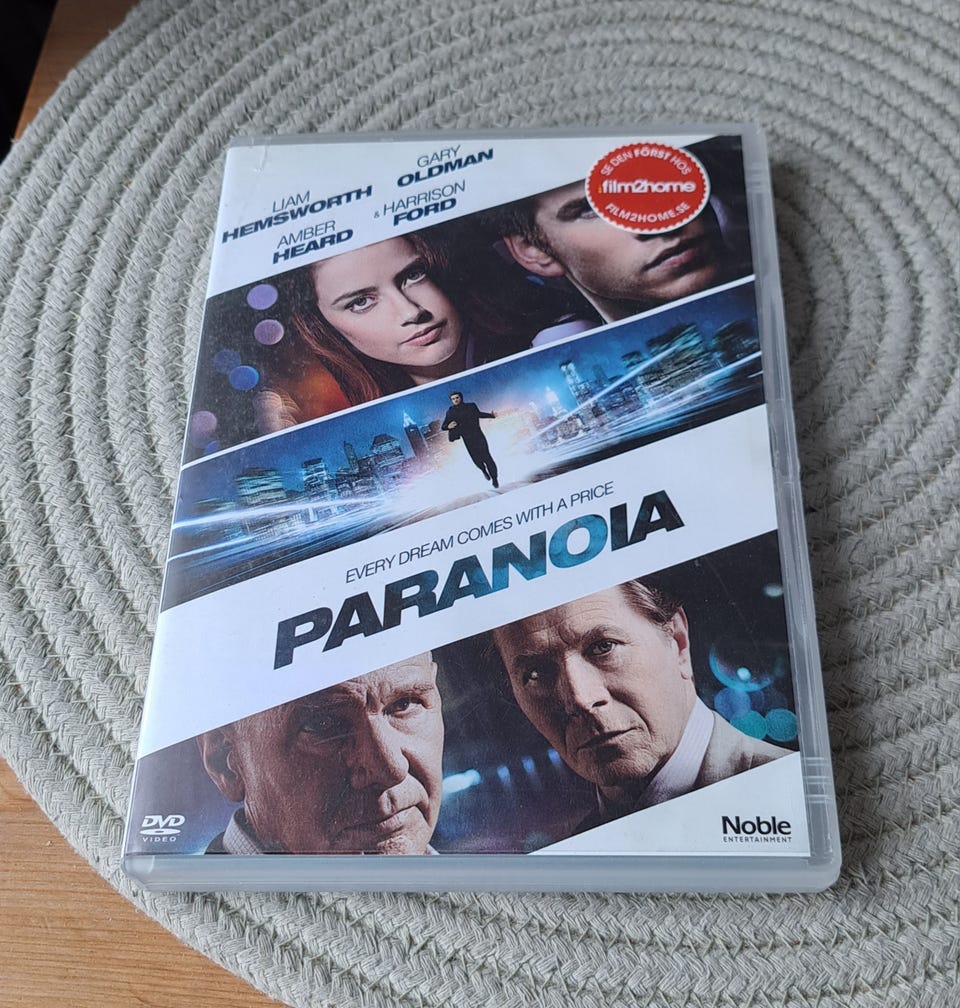 LIAM
HEMSWORTH
GARY
OLDMAN
AMBER
HEARD
& HARRISON
FORD
SE DEN FÖRST HOS
film2home
FILM2HOME.SE
EVERY DREAM COMES WITH A PRICE
PARANOIA
DVD
VIDEO
Noble
ENTERTAINMENT